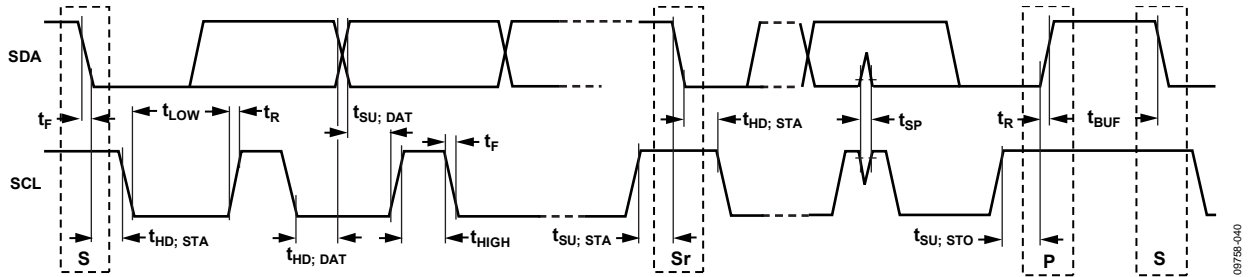 SDA
tF
tLOW
tR
tSU; DAT
tF
tHD; STA
tSP
tR
tBUF
SCL
S
tHD; STA
tHD; DAT
tHIGH
tSU; STA
Sr
tSU; STO
P
S
09758-040